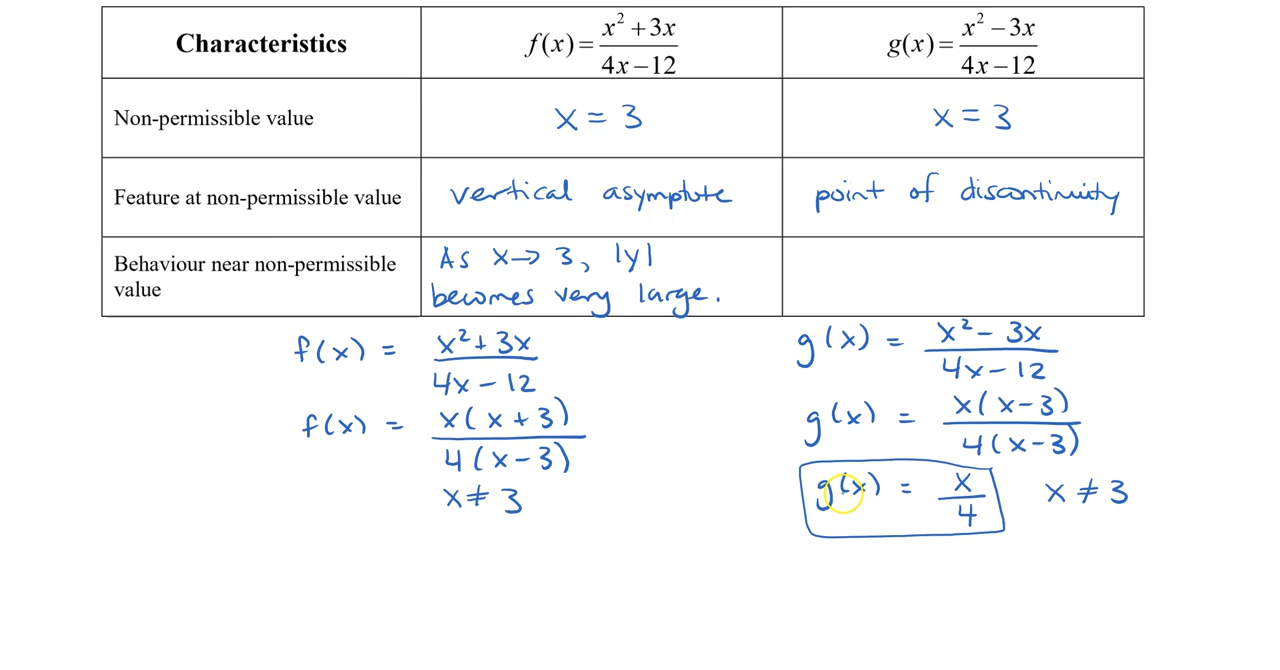 Characteristics f(x)=(x² + 3x)/(4x − 12) g(x)=(x² − 3x)/(4x − 12)
Non-permissible value x = 3 x = 3
Feature at non-permissible value vertical asymptote point of discontinuity
Behaviour near non-permissible
value
As x → 3, |y|
becomes very large.
f(x) = (x² + 3x)/(4x − 12)
f(x) = x(x + 3)/4(x − 3)
x ≠ 3
g(x) = (x² − 3x)/(4x − 12)
g(x) = x(x − 3)/4(x − 3)
g(x) = x/4 x ≠ 3